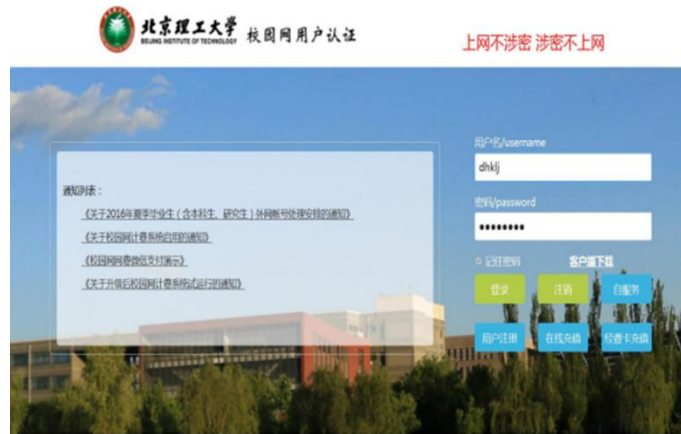 北京理工大学
BEIJING INSTITUTE OF TECHNOLOGY
校园网用户认证
上网不涉密 涉密不上网
用户名/username
dhklj
通知列表：
密码/password
《关于2016年夏季毕业生（含本科生、研究生）外网帐号处理安排的通知》
《关于校园网计费系统启用的通知》
《校园网网费微信支付演示》
记住密码
客户端下载
《关于升级后校园网计费系统试运行的通知》
登录
注销
自服务
用户注册
在线充值
经费卡充值